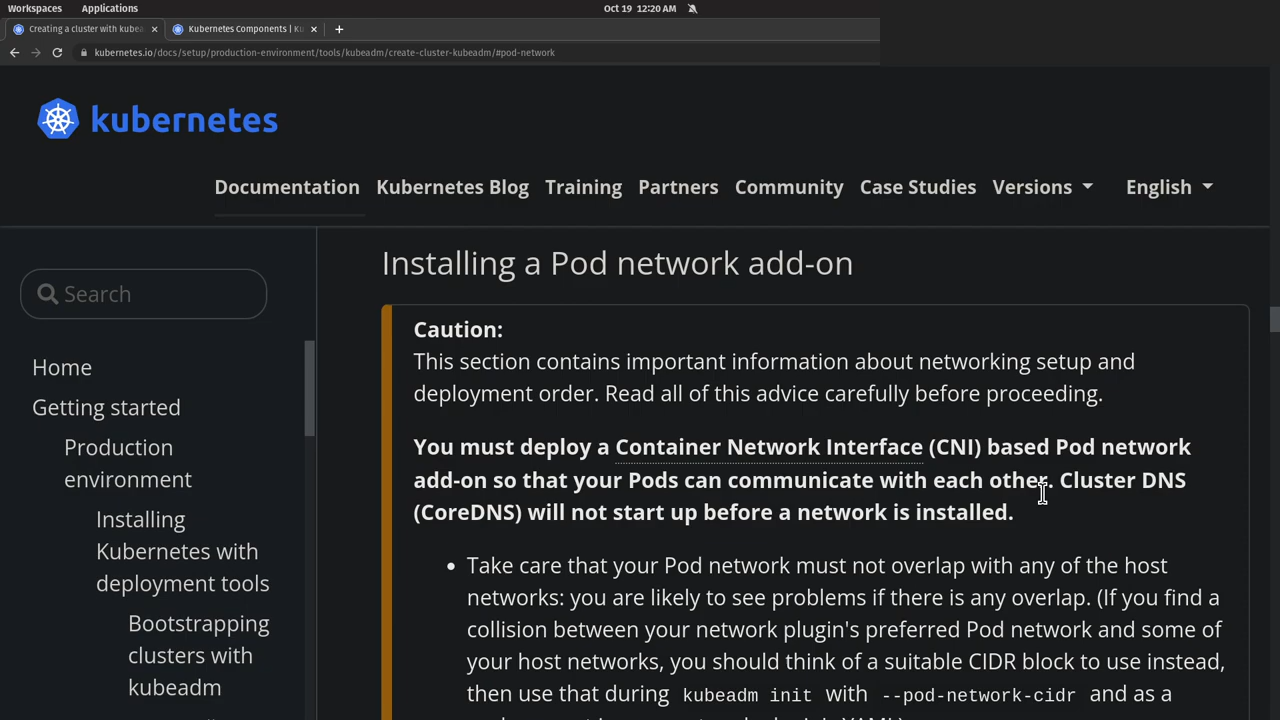 Workspaces Applications Oct 19 12:20 AM
Creating a cluster with kubea × Kubernetes Components | Ku × +
kubernetes.io/docs/setup/production-environment/tools/kubeadm/create-cluster-kubeadm/#pod-network
kubernetes
Documentation Kubernetes Blog Training Partners Community Case Studies Versions English
Search
Home
Getting started
Production
environment
Installing
Kubernetes with
deployment tools
Bootstrapping
clusters with
kubeadm
Installing a Pod network add-on
Caution:
This section contains important information about networking setup and
deployment order. Read all of this advice carefully before proceeding.
You must deploy a Container Network Interface (CNI) based Pod network
add-on so that your Pods can communicate with each other. Cluster DNS
(CoreDNS) will not start up before a network is installed.
• Take care that your Pod network must not overlap with any of the host
networks: you are likely to see problems if there is any overlap. (If you find a
collision between your network plugin's preferred Pod network and some of
your host networks, you should think of a suitable CIDR block to use instead,
then use that during kubeadm init with --pod-network-cidr and as a